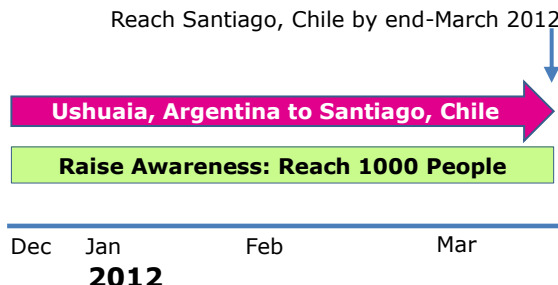 Reach Santiago, Chile by end-March 2012
Ushuaia, Argentina to Santiago, Chile
Raise Awareness: Reach 1000 People
Dec Jan Feb Mar
2012